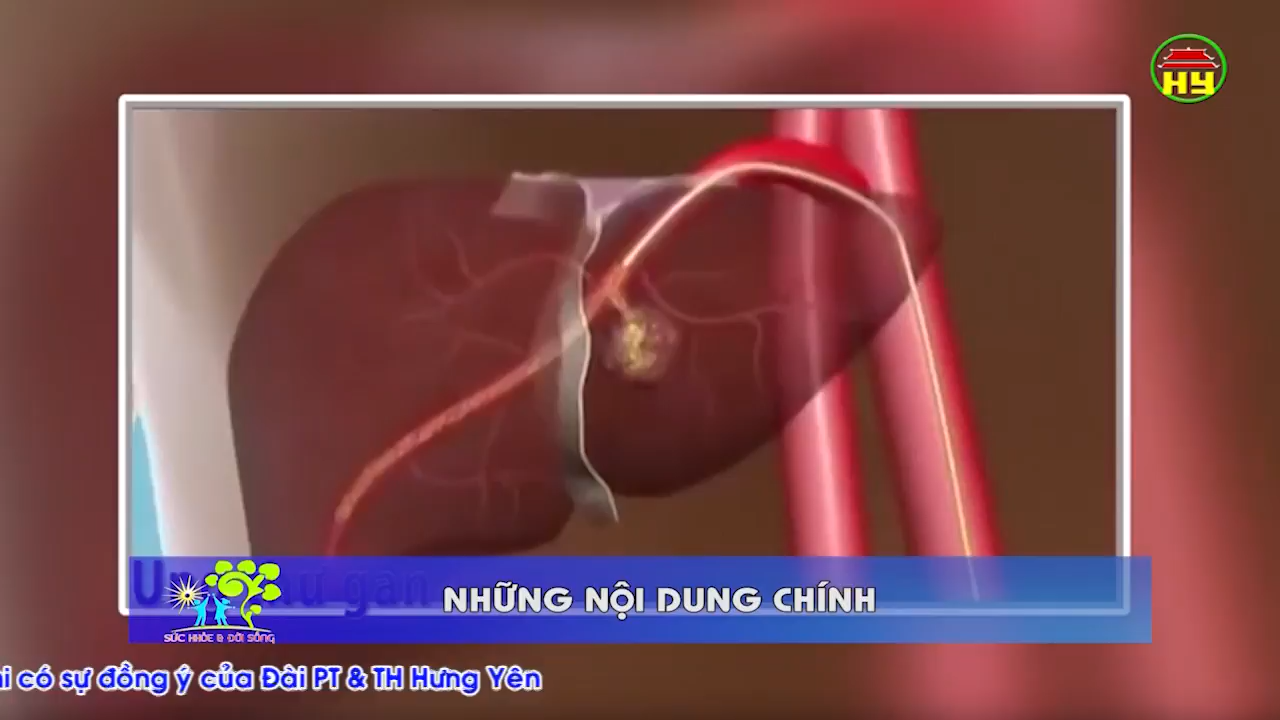 HY
NHỮNG NỘI DUNG CHÍNH
SỨC KHỎE & ĐỜI SỐNG
có sự đồng ý của Đài PT & TH Hưng Yên